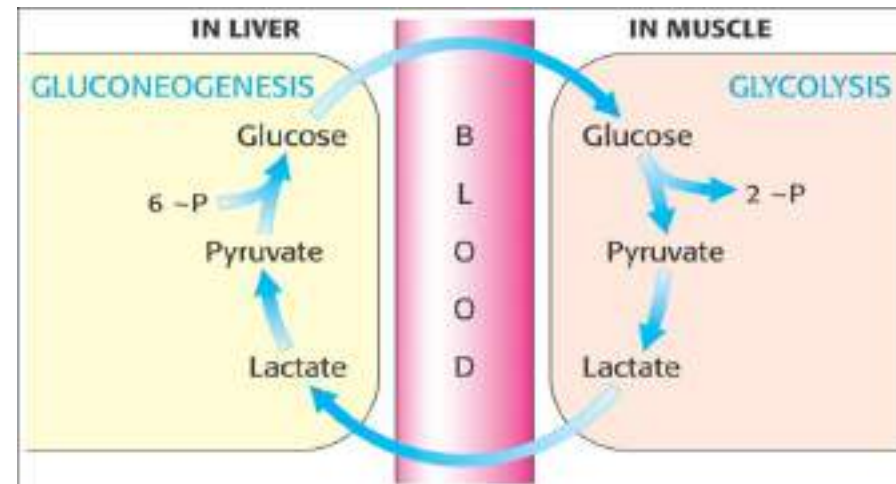 IN LIVER
IN MUSCLE
GLUCONEOGENESIS
GLYCOLYSIS
Glucose
B
Glucose
6 ~P
L
2 ~P
Pyruvate
O
Pyruvate
O
Lactate
D
Lactate